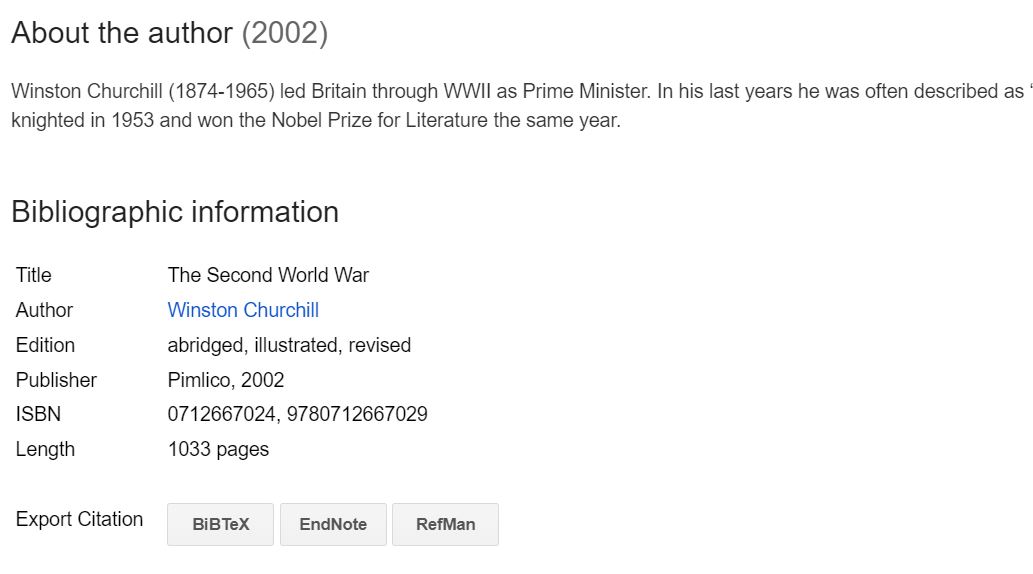 About the author (2002)
Winston Churchill (1874-1965) led Britain through WWII as Prime Minister. In his last years he was often described as ‘
knighted in 1953 and won the Nobel Prize for Literature the same year.
Bibliographic information
Title The Second World War
Author Winston Churchill
Edition abridged, illustrated, revised
Publisher Pimlico, 2002
ISBN 0712667024, 9780712667029
Length 1033 pages
Export Citation BiBTeX EndNote RefMan